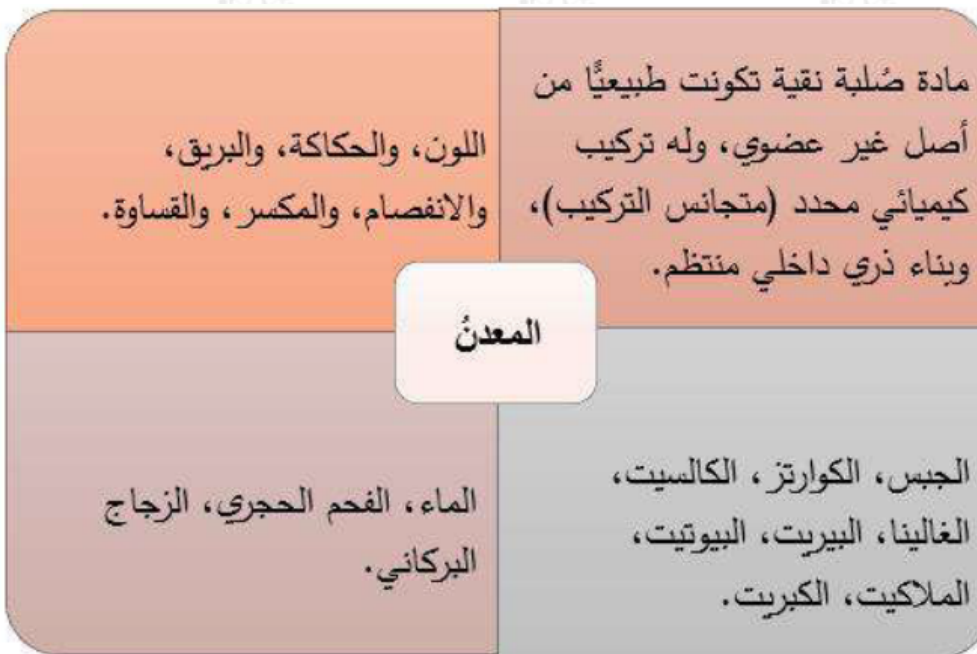 مادة صُلبة نقية تكونت طبيعيًّا من
أصل غير عضوي، وله تركيب
كيميائي محدد (متجانس التركيب)،
وبناء ذري داخلي منتظم.
اللون، والحكاكة، والبريق،
والانفصام، والمكسر، والقساوة.
المعدنُ
الجبس، الكوارتز، الكالسيت،
الغالينا، البيريت، البيوتيت،
الملاكيت، الكبريت.
الماء، الفحم الحجري، الزجاج
البركاني.